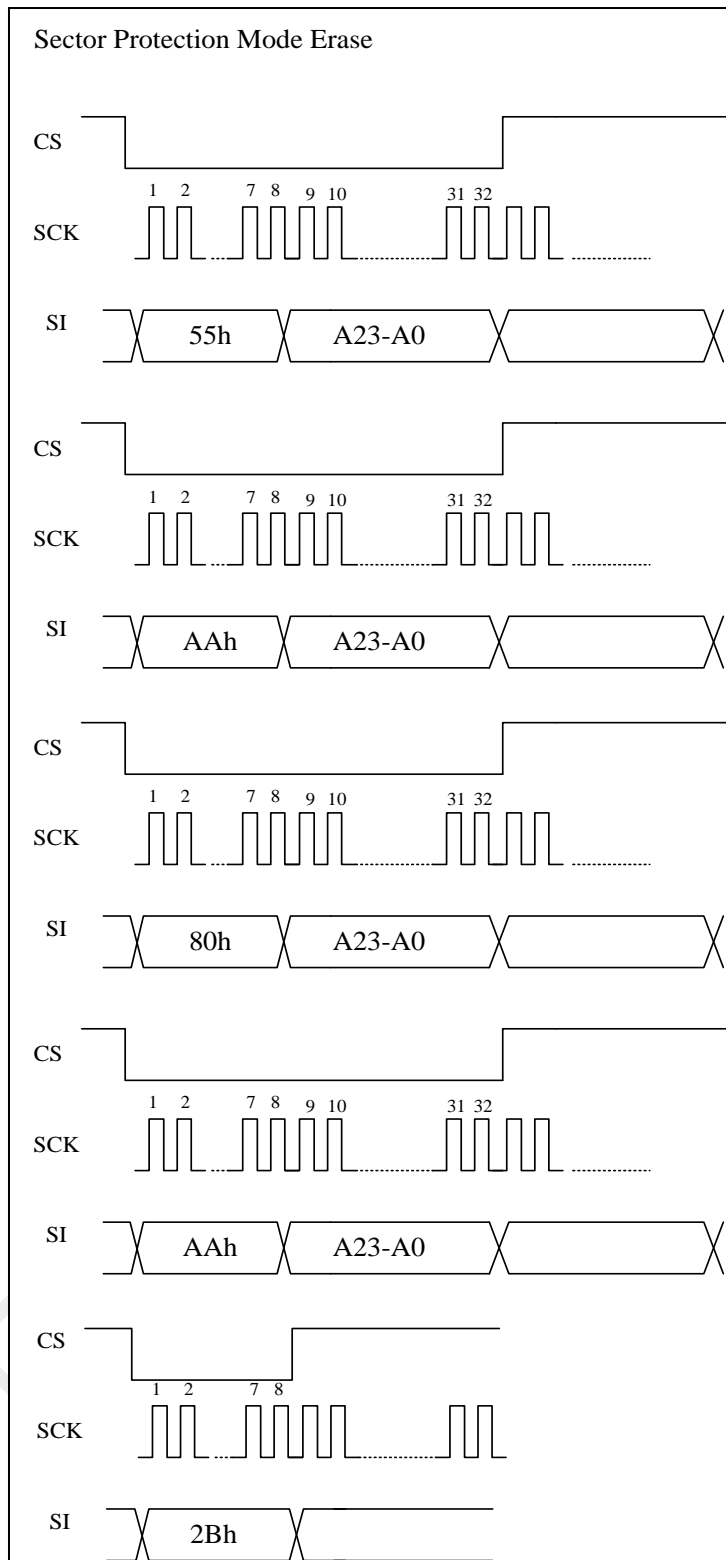 Sector Protection Mode Erase
CS
1 2 7 8 9 10 31 32
SCK
SI 55h A23-A0
CS
1 2 7 8 9 10 31 32
SCK
SI AAh A23-A0
CS
1 2 7 8 9 10 31 32
SCK
SI 80h A23-A0
CS
1 2 7 8 9 10 31 32
SCK
SI AAh A23-A0
CS
1 2 7 8
SCK
SI 2Bh